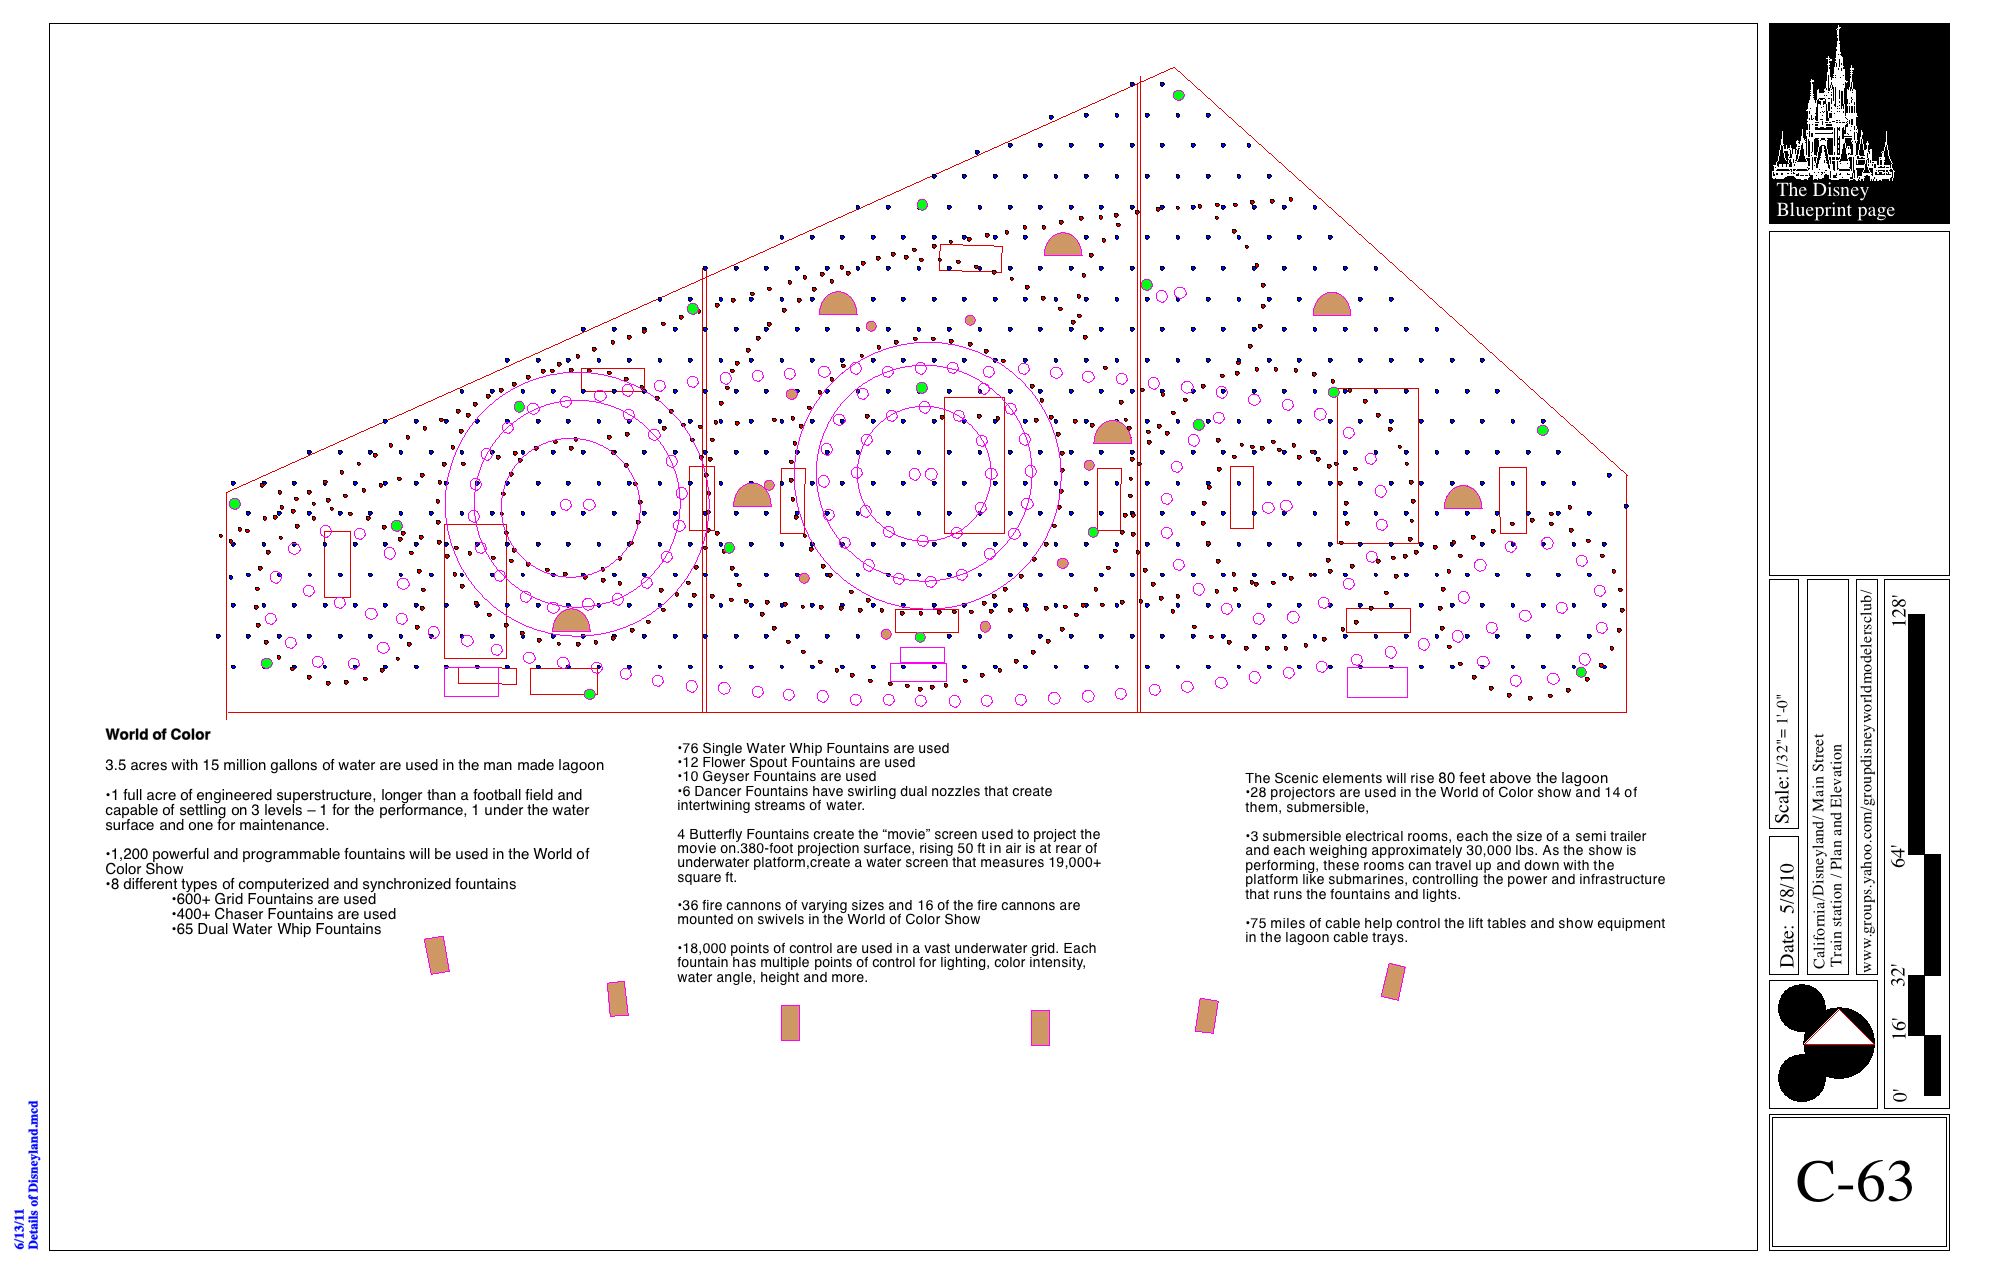 World of Color
3.5 acres with 15 million gallons of water are used in the man made lagoon
•1 full acre of engineered superstructure, longer than a football field and
capable of settling on 3 levels – 1 for the performance, 1 under the water
surface and one for maintenance.
•1,200 powerful and programmable fountains will be used in the World of
Color Show
•8 different types of computerized and synchronized fountains
•600+ Grid Fountains are used
•400+ Chaser Fountains are used
•65 Dual Water Whip Fountains
•76 Single Water Whip Fountains are used
•12 Flower Spout Fountains are used
•10 Geyser Fountains are used
•6 Dancer Fountains have swirling dual nozzles that create
intertwining streams of water.
4 Butterfly Fountains create the “movie” screen used to project the
movie on.380-foot projection surface, rising 50 ft in air is at rear of
underwater platform,create a water screen that measures 19,000+
square ft.
•36 fire cannons of varying sizes and 16 of the fire cannons are
mounted on swivels in the World of Color Show
•18,000 points of control are used in a vast underwater grid. Each
fountain has multiple points of control for lighting, color intensity,
water angle, height and more.
The Scenic elements will rise 80 feet above the lagoon
•28 projectors are used in the World of Color show and 14 of
them, submersible,
•3 submersible electrical rooms, each the size of a semi trailer
and each weighing approximately 30,000 lbs. As the show is
performing, these rooms can travel up and down with the
platform like submarines, controlling the power and infrastructure
that runs the fountains and lights.
•75 miles of cable help control the lift tables and show equipment
in the lagoon cable trays.
The Disney
Blueprint page
Scale:1/32"= 1'-0"
Date: 5/8/10
California/Disneyland/ Main Street
Train station / Plan and Elevation
www.groups.yahoo.com/groupdisneyworldmodelersclub/
128'
64'
32'
16'
0'
C-63
6/13/11
Details of Disneyland.mcd